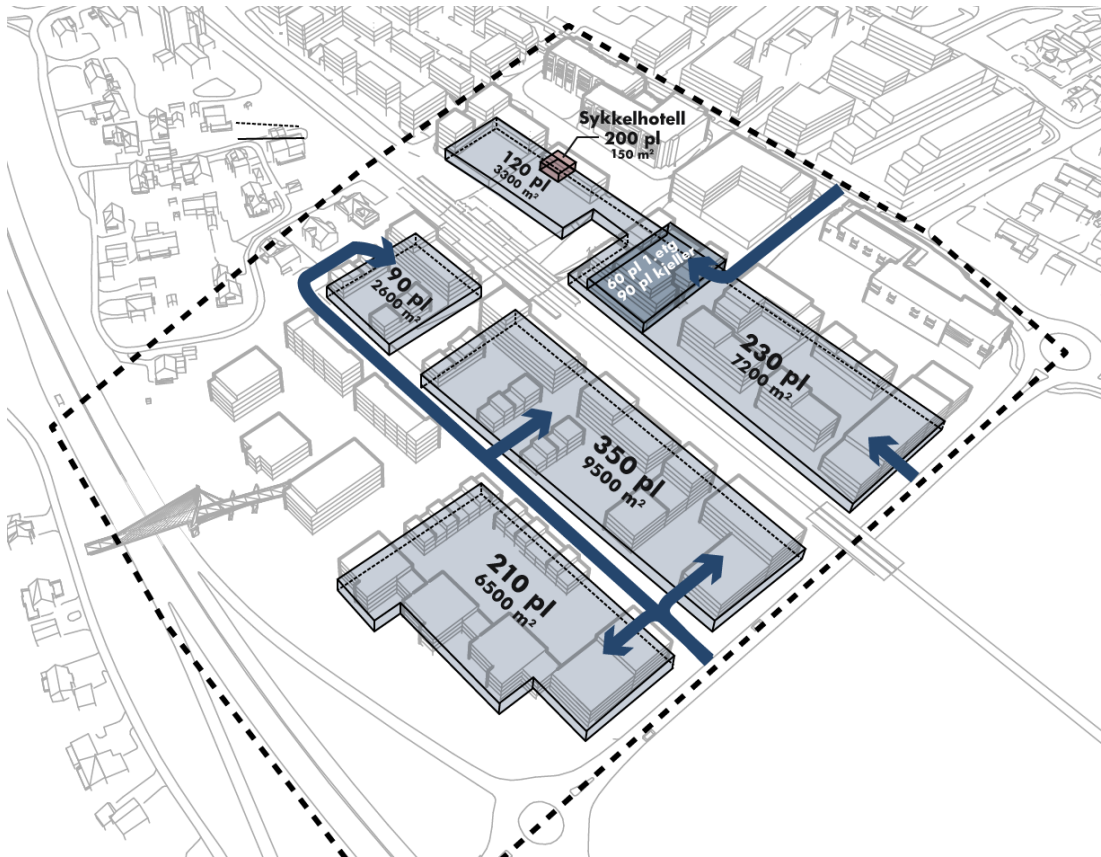 Sykkelhotell
200 pl
150 m²
120 pl
3300 m²
60 pl 1.etg
90 pl kjeller
90 pl
2600 m²
230 pl
7200 m²
350 pl
9500 m²
210 pl
6500 m²